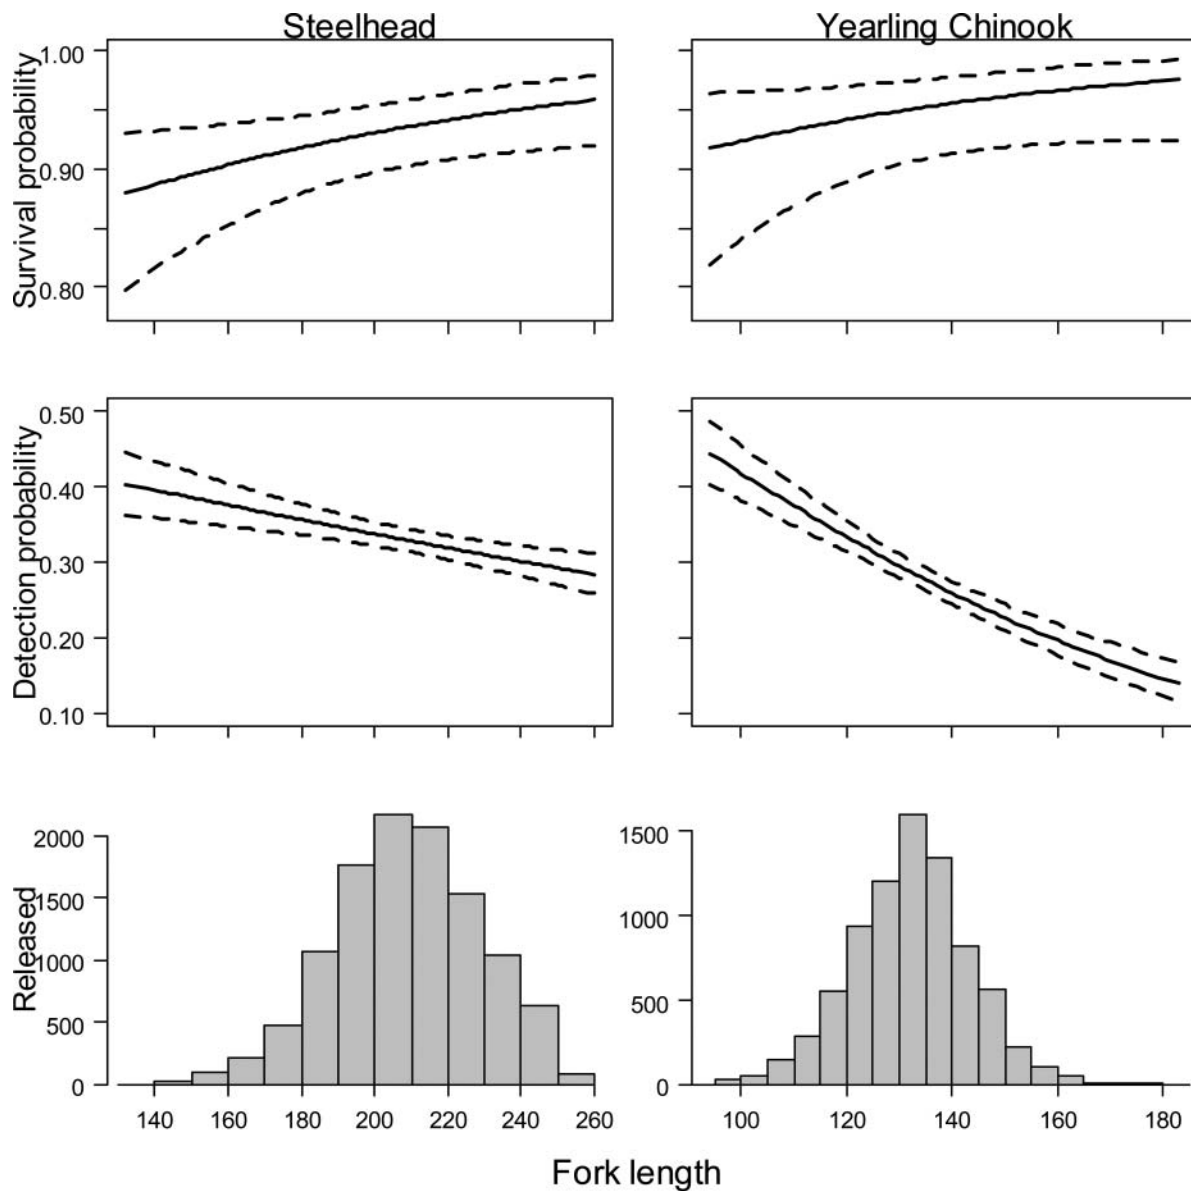 Steelhead
Yearling Chinook
Survival probability
1.00
0.90
0.80
Detection probability
0.50
0.40
0.30
0.20
0.10
Released
2000
1500
1000
500
0
1500
1000
500
0
140 160 180 200 220 240 260
100 120 140 160 180
Fork length